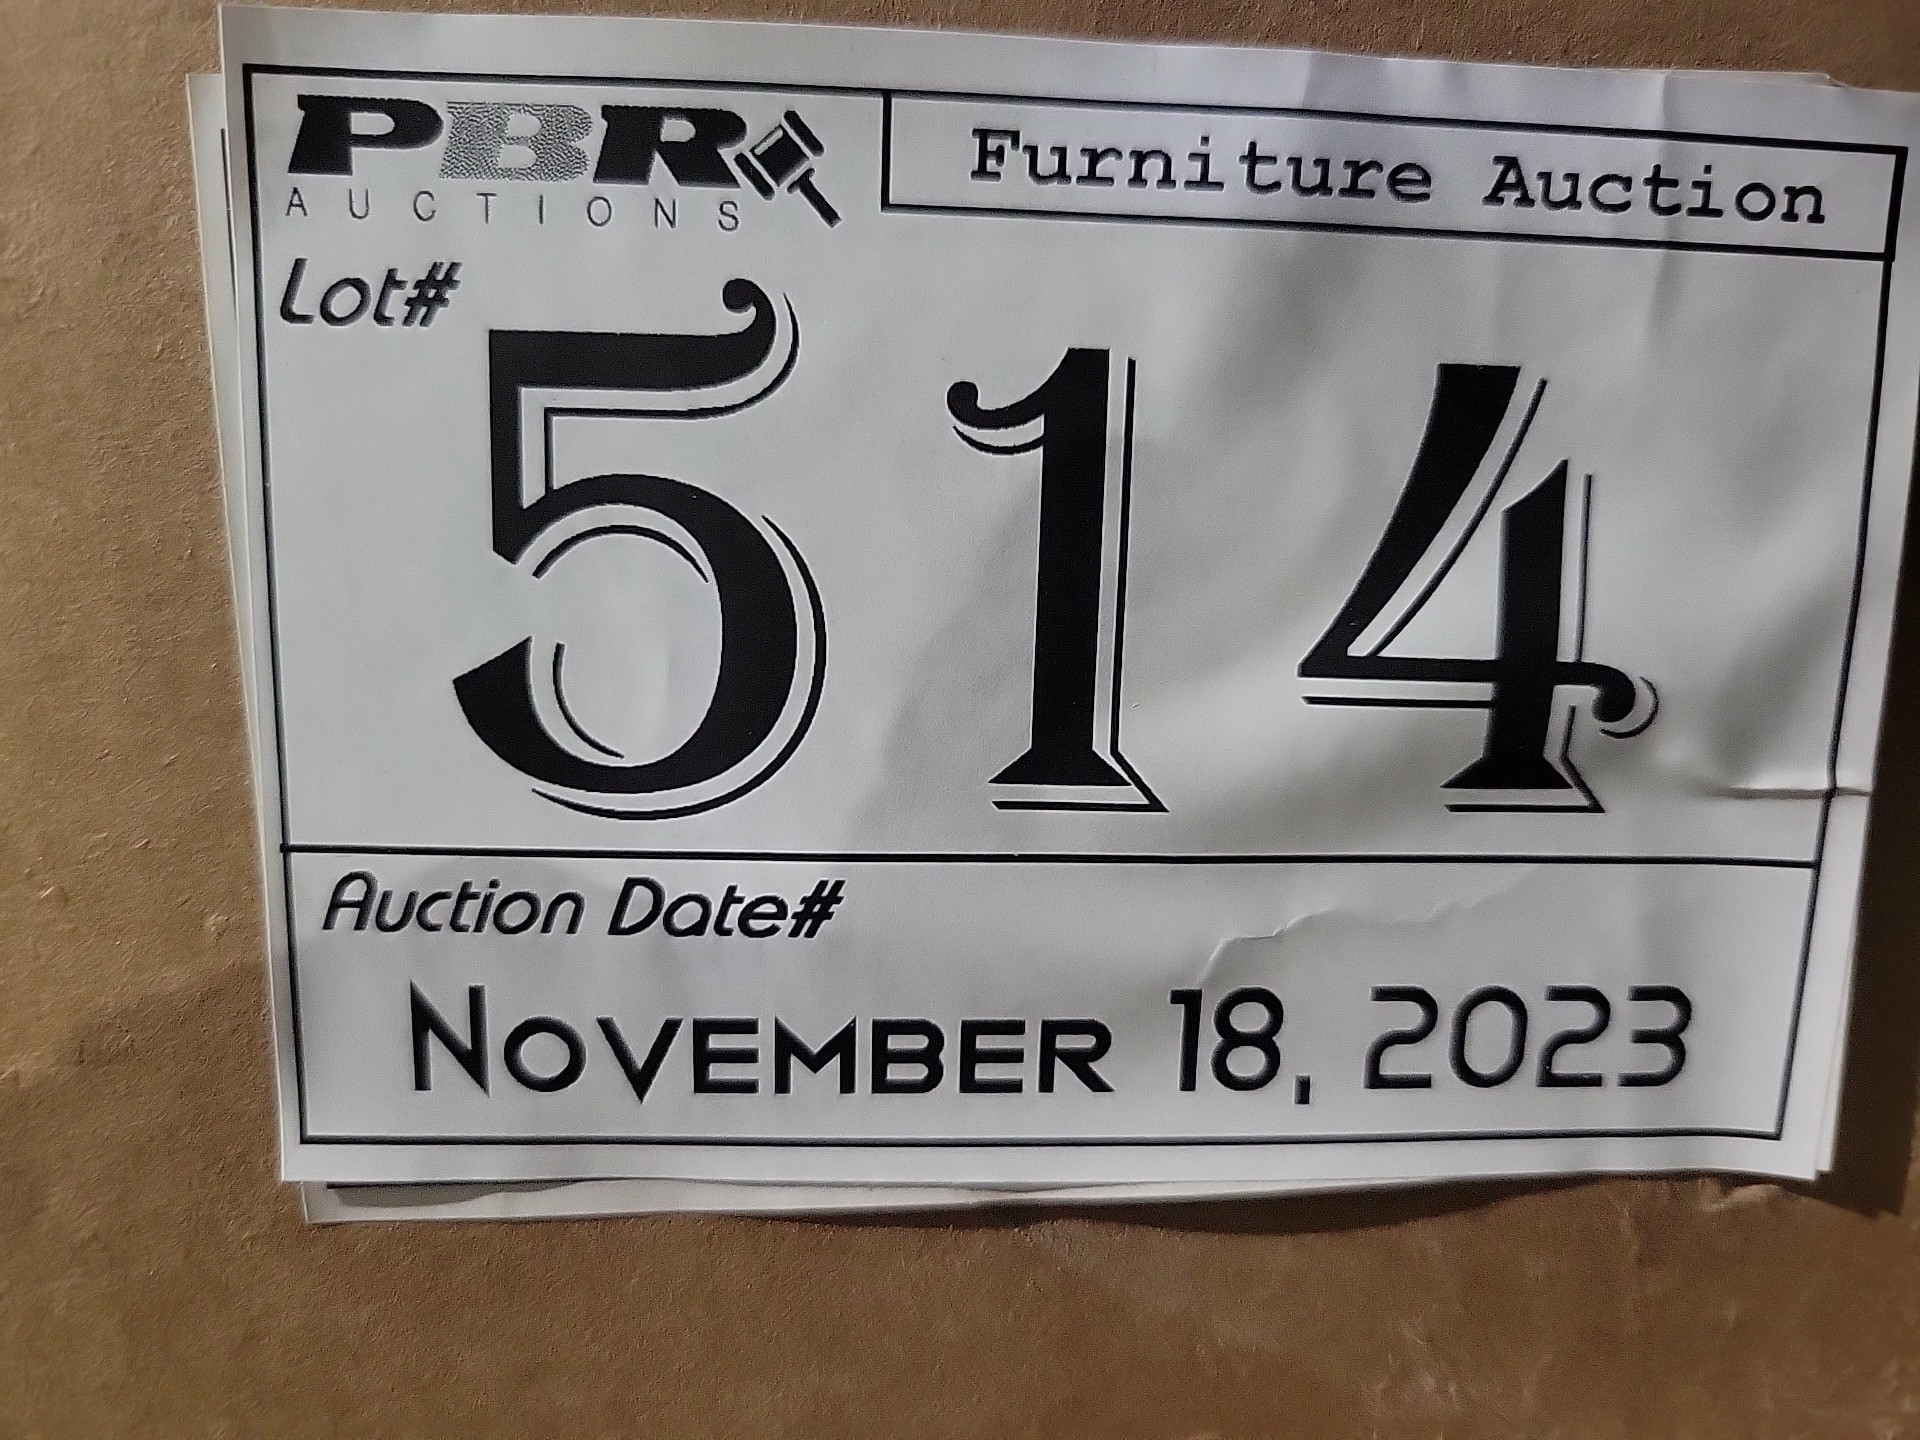 PBR
AUCTIONS
Furniture Auction
Lot#
514
Auction Date#
NOVEMBER 18, 2023